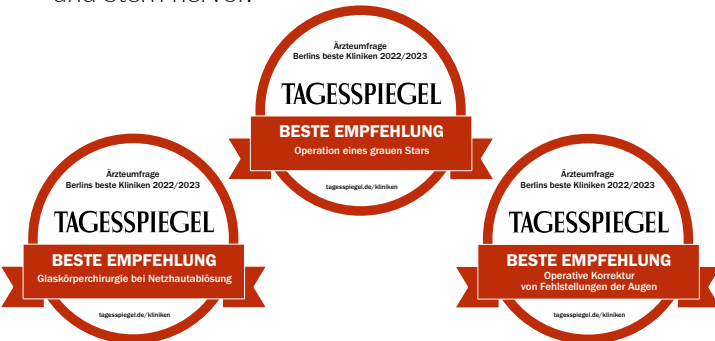 Ärzteumfrage
Berlins beste Kliniken 2022/2023
TAGESSPIEGEL
BESTE EMPFEHLUNG
Operation eines grauen Stars
tagesspiegel.de/kliniken
Ärzteumfrage
Berlins beste Kliniken 2022/2023
TAGESSPIEGEL
BESTE EMPFEHLUNG
Glaskörperchirurgie bei Netzhautablösung
tagesspiegel.de/kliniken
Ärzteumfrage
Berlins beste Kliniken 2022/2023
TAGESSPIEGEL
BESTE EMPFEHLUNG
Operative Korrektur
von Fehlstellungen der Augen
tagesspiegel.de/kliniken